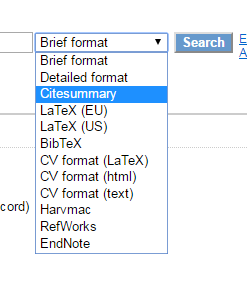 Brief format
Search
E
A
Brief format
Detailed format
Citesummary
LaTeX (EU)
LaTeX (US)
BibTeX
CV format (LaTeX)
CV format (html)
CV format (text)
cord)
Harvmac
RefWorks
EndNote